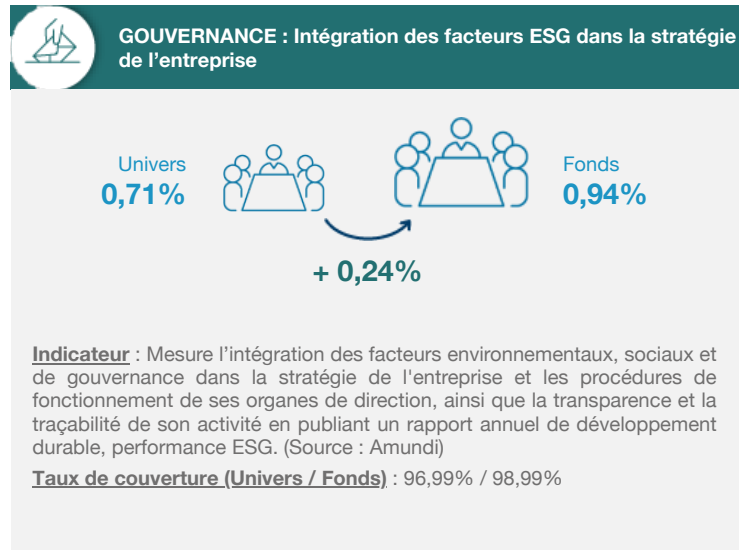 GOUVERNANCE : Intégration des facteurs ESG dans la stratégie
de l’entreprise
Univers
0,71%
Fonds
0,94%
+ 0,24%
Indicateur : Mesure l’intégration des facteurs environnementaux, sociaux et
de gouvernance dans la stratégie de l'entreprise et les procédures de
fonctionnement de ses organes de direction, ainsi que la transparence et la
traçabilité de son activité en publiant un rapport annuel de développement
durable, performance ESG. (Source : Amundi)
Taux de couverture (Univers / Fonds) : 96,99% / 98,99%